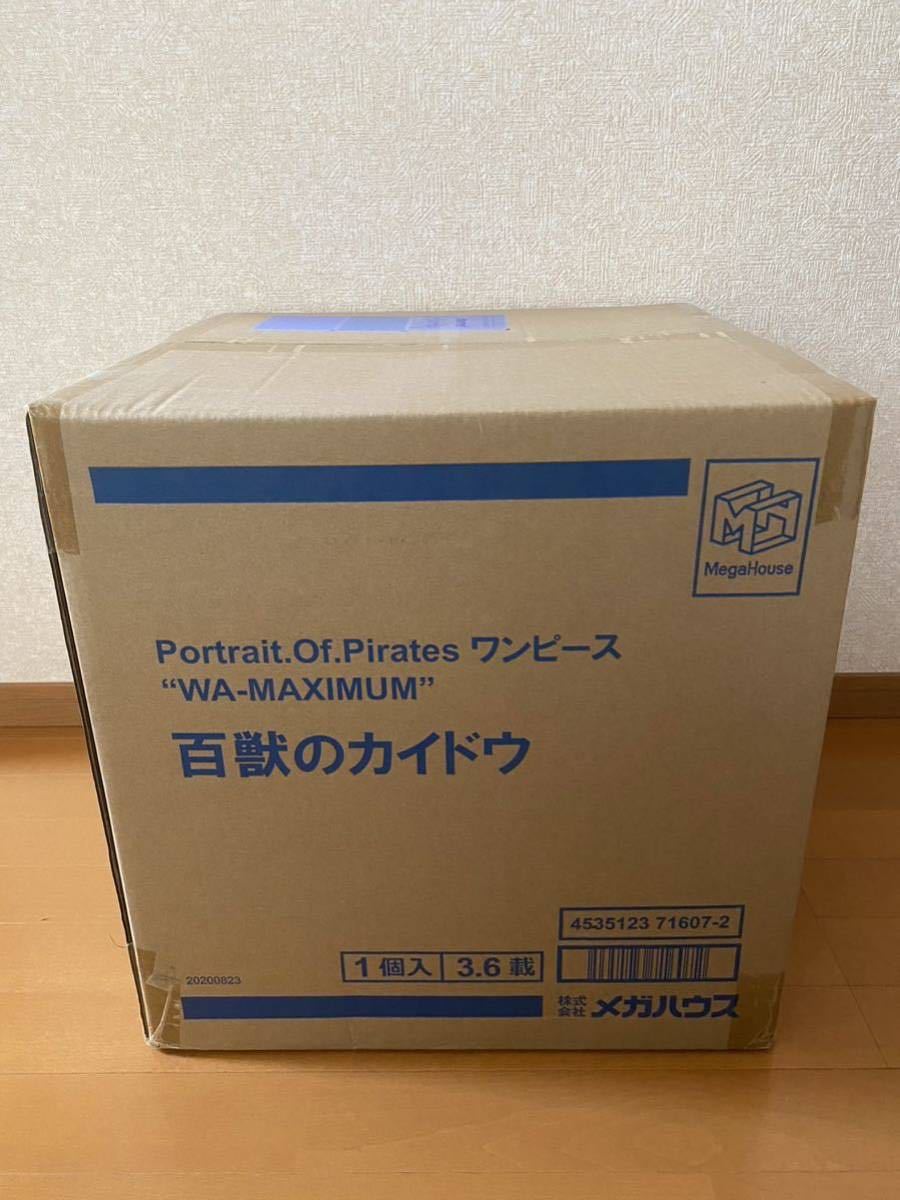 MegaHouse
Portrait.Of.Pirates ワンピース
“WA-MAXIMUM”
百獣のカイドウ
4535123 71607-2
20200823
1個入 3.6載
株式会社 メガハウス